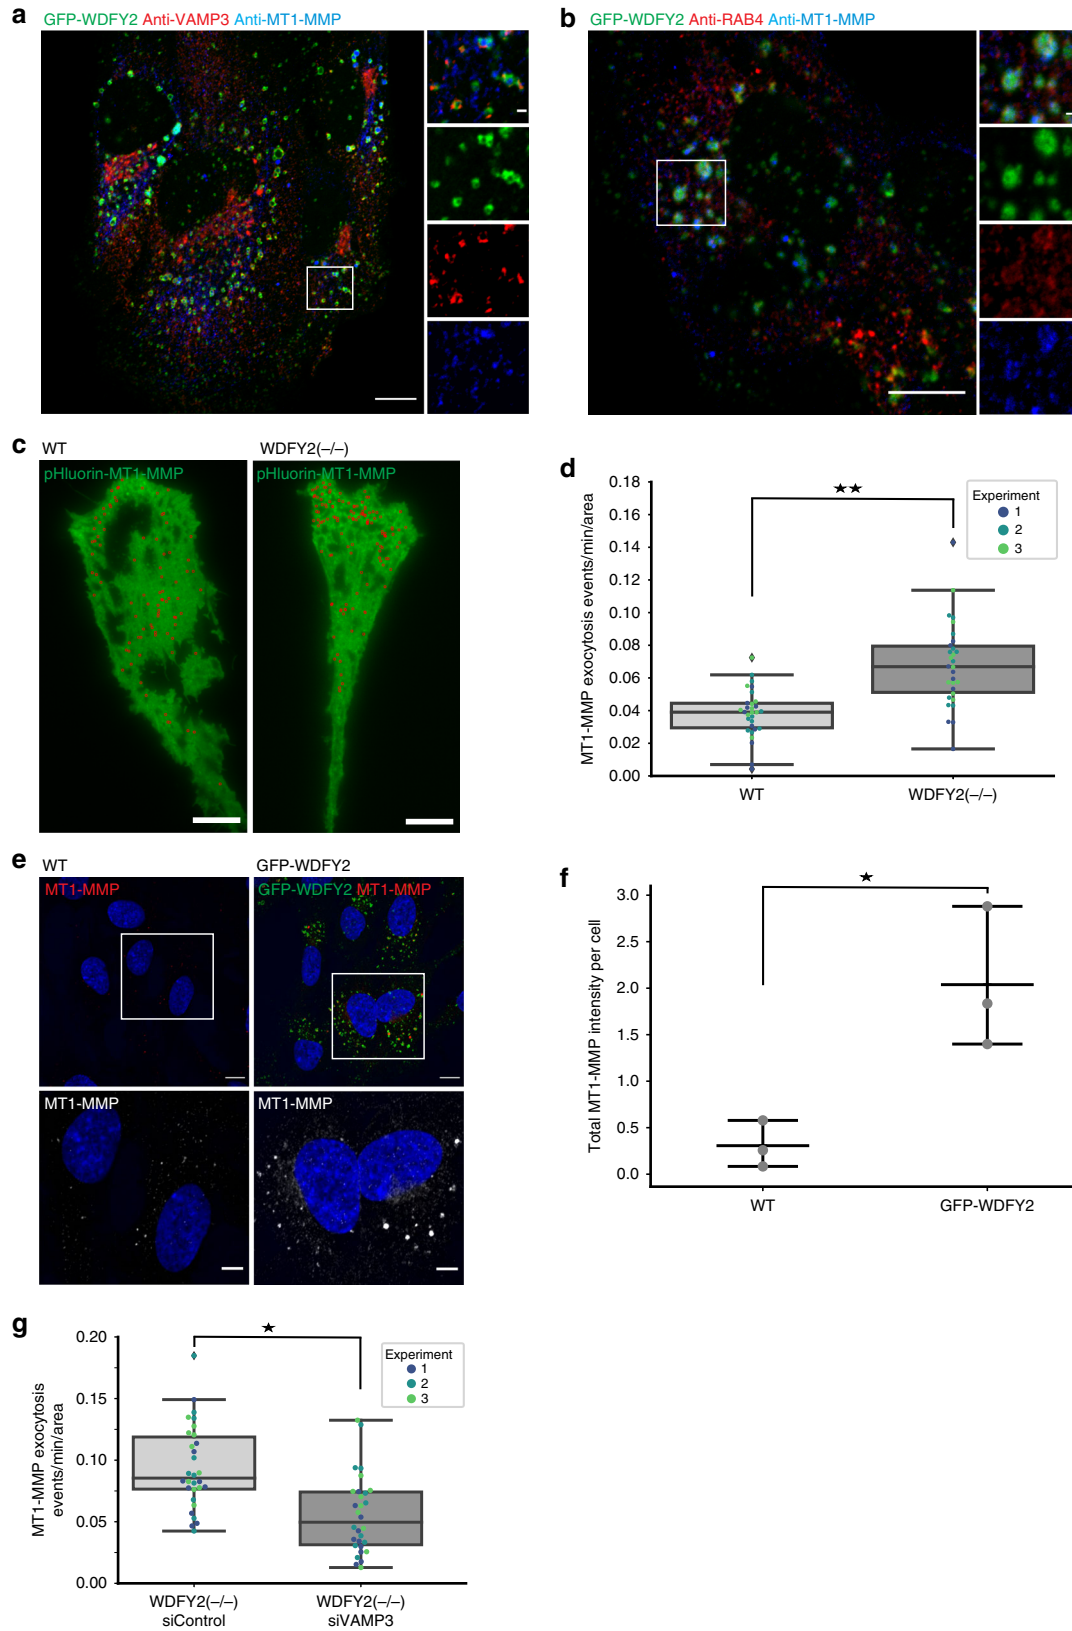 a
GFP-WDFY2 Anti-VAMP3 Anti-MT1-MMP
b
GFP-WDFY2 Anti-RAB4 Anti-MT1-MMP
c
WT
WDFY2(–/–)
pHluorin-MT1-MMP
pHluorin-MT1-MMP
d
MT1-MMP exocytosis events/min/area
0.18
0.16
0.14
0.12
0.10
0.08
0.06
0.04
0.02
0.00
★★
Experiment
1
2
3
WT
WDFY2(–/–)
e
WT
GFP-WDFY2
MT1-MMP
GFP-WDFY2 MT1-MMP
MT1-MMP
MT1-MMP
f
Total MT1-MMP intensity per cell
3.0
2.5
2.0
1.5
1.0
0.5
0.0
★
WT
GFP-WDFY2
g
MT1-MMP exocytosis
events/min/area
0.20
0.15
0.10
0.05
0.00
★
Experiment
1
2
3
WDFY2(–/–)
siControl
WDFY2(–/–)
siVAMP3